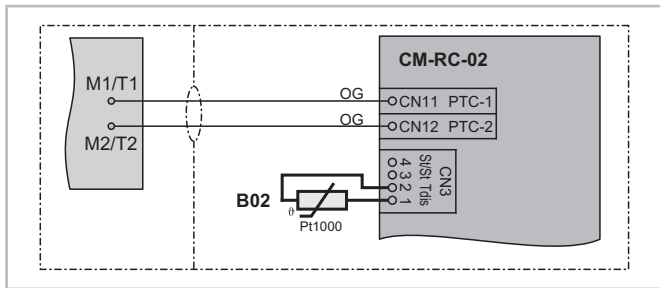 CM-RC-02
M1/T1
OG
CN11 PTC-1
OG
CN12 PTC-2
M2/T2
CN3
St/St Tdis
4 3 2 1
B02
ϑ
Pt1000